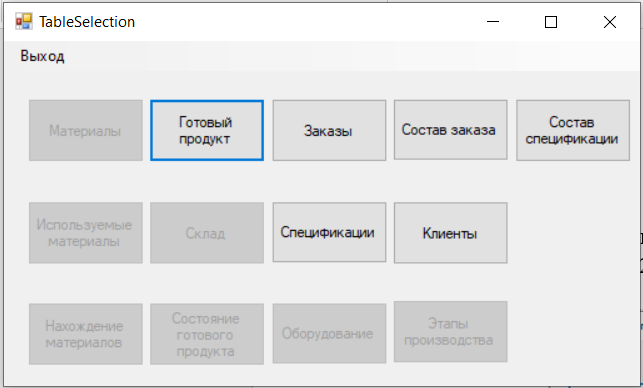 TableSelection
Выход
Материалы
Готовый
продукт
Заказы
Состав заказа
Состав
спецификации
Используемые
материалы
Склад
Спецификации
Клиенты
Нахождение
материалов
Состояние
готового
продукта
Оборудование
Этапы
производства